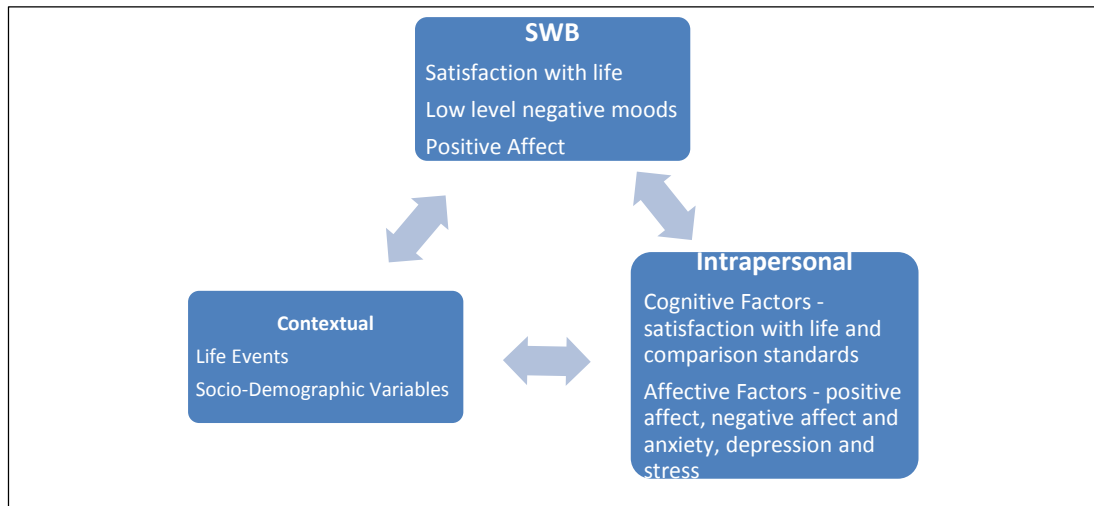 SWB
Satisfaction with life
Low level negative moods
Positive Affect
Contextual
Life Events
Socio-Demographic Variables
Intrapersonal
Cognitive Factors -
satisfaction with life and
comparison standards
Affective Factors - positive
affect, negative affect and
anxiety, depression and
stress